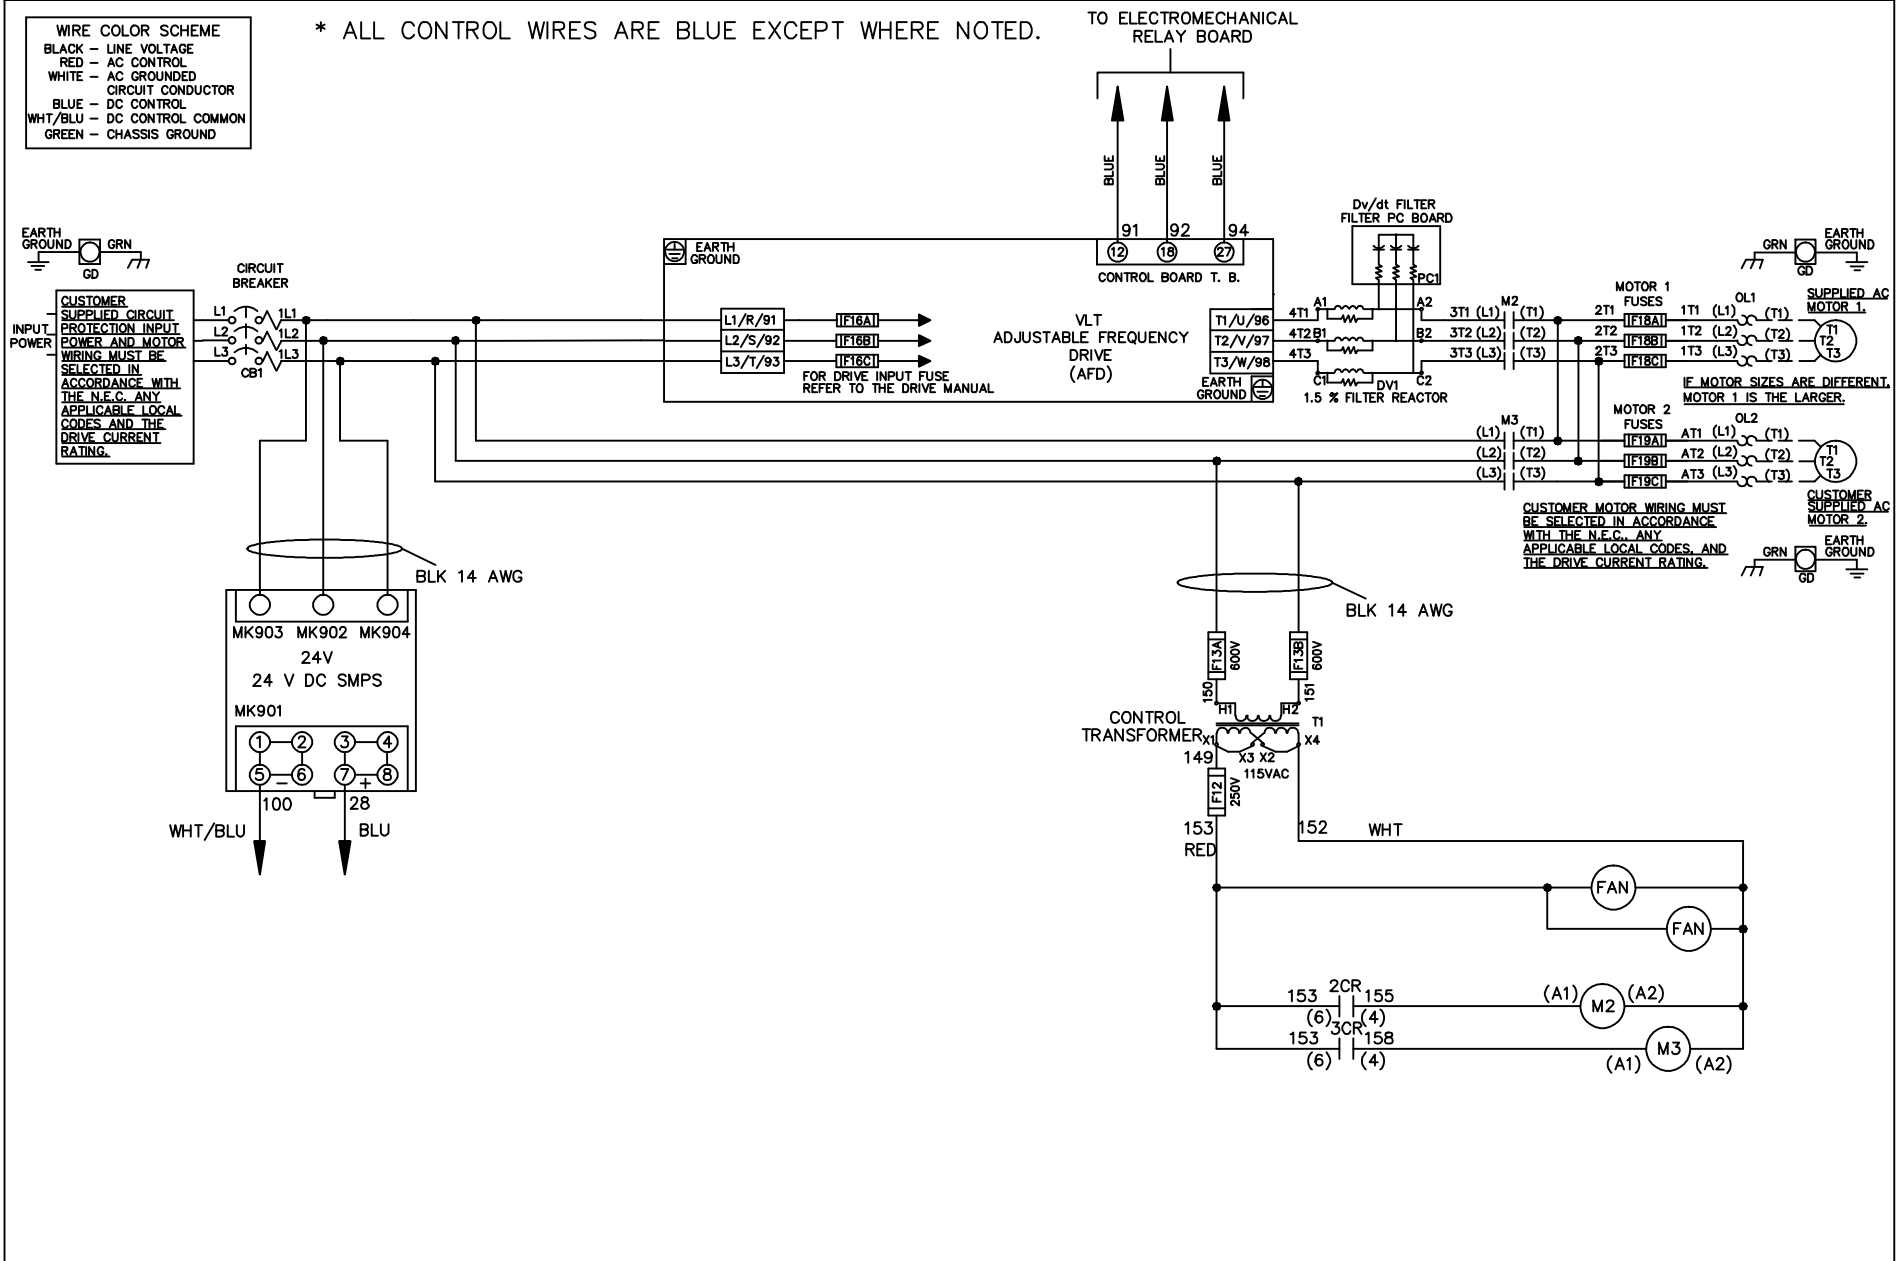 WIRE COLOR SCHEME
BLACK – LINE VOLTAGE
RED – AC CONTROL
WHITE – AC GROUNDED
CIRCUIT CONDUCTOR
BLUE – DC CONTROL
WHT/BLU – DC CONTROL COMMON
GREEN – CHASSIS GROUND
* ALL CONTROL WIRES ARE BLUE EXCEPT WHERE NOTED.
TO ELECTROMECHANICAL
RELAY BOARD
BLUE
BLUE
BLUE
91 92 94
12 18 27
CONTROL BOARD T. B.
EARTH
GROUND
GRN
GD
CIRCUIT
BREAKER
INPUT
POWER
CUSTOMER
SUPPLIED CIRCUIT
PROTECTION INPUT
POWER AND MOTOR
WIRING MUST BE
SELECTED IN
ACCORDANCE WITH
THE N.E.C. ANY
APPLICABLE LOCAL
CODES AND THE
DRIVE CURRENT
RATING.
L1 1L1
L2 1L2
L3 1L3
CB1
EARTH
GROUND
L1/R/91 F16A
L2/S/92 F16B
L3/T/93 F16C
FOR DRIVE INPUT FUSE
REFER TO THE DRIVE MANUAL
VLT
ADJUSTABLE FREQUENCY
DRIVE
(AFD)
T1/U/96
T2/V/97
T3/W/98
EARTH
GROUND
Dv/dt FILTER
FILTER PC BOARD
PC1
4T1 A1 A2
4T2 B1 B2
4T3 C1 C2
DV1
1.5 % FILTER REACTOR
M2
3T1 (L1) (T1)
3T2 (L2) (T2)
3T3 (L3) (T3)
MOTOR 1
FUSES
2T1 F18A 1T1 (L1) (T1)
2T2 F18B 1T2 (L2) (T2)
2T3 F18C 1T3 (L3) (T3)
OL1
GRN
GD
EARTH
GROUND
SUPPLIED AC
MOTOR 1.
T1
T2
T3
IF MOTOR SIZES ARE DIFFERENT,
MOTOR 1 IS THE LARGER.
M3
(L1) (T1)
(L2) (T2)
(L3) (T3)
MOTOR 2
FUSES
OL2
F19A AT1 (L1) (T1)
F19B AT2 (L2) (T2)
F19C AT3 (L3) (T3)
T1
T2
T3
CUSTOMER
SUPPLIED AC
MOTOR 2.
CUSTOMER MOTOR WIRING MUST
BE SELECTED IN ACCORDANCE
WITH THE N.E.C., ANY
APPLICABLE LOCAL CODES, AND
THE DRIVE CURRENT RATING.
GRN
GD
EARTH
GROUND
BLK 14 AWG
MK903 MK902 MK904
24V
24 V DC SMPS
MK901
1 2 3 4
5 – 6 7 + 8
100 28
WHT/BLU BLU
BLK 14 AWG
F13A 600V
F13B 600V
150 151
H1 H2
T1
CONTROL
TRANSFORMER
X1 X3 X2 X4
149
115VAC
F12 250V
153
RED
152 WHT
FAN
FAN
2CR
153 155
(6) (4)
(A1) M2 (A2)
3CR
153 158
(6) (4)
(A1) M3 (A2)